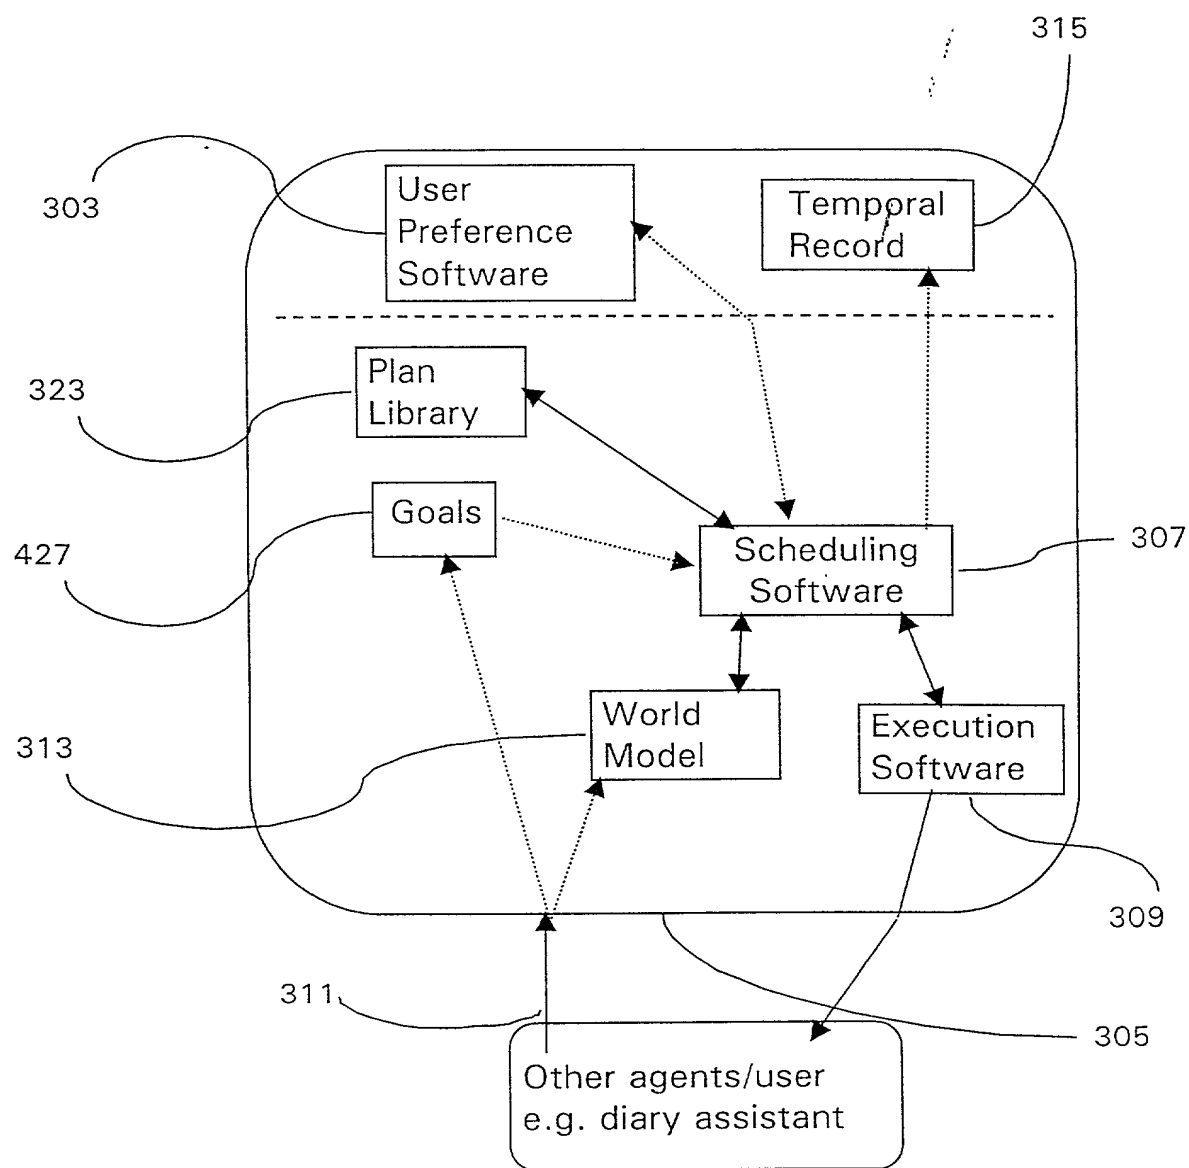 315
User
Preference
Software
Temporal
Record
303
Plan
Library
323
Goals
427
Scheduling
Software
307
World
Model
313
Execution
Software
309
311
305
Other agents/user
e.g. diary assistant